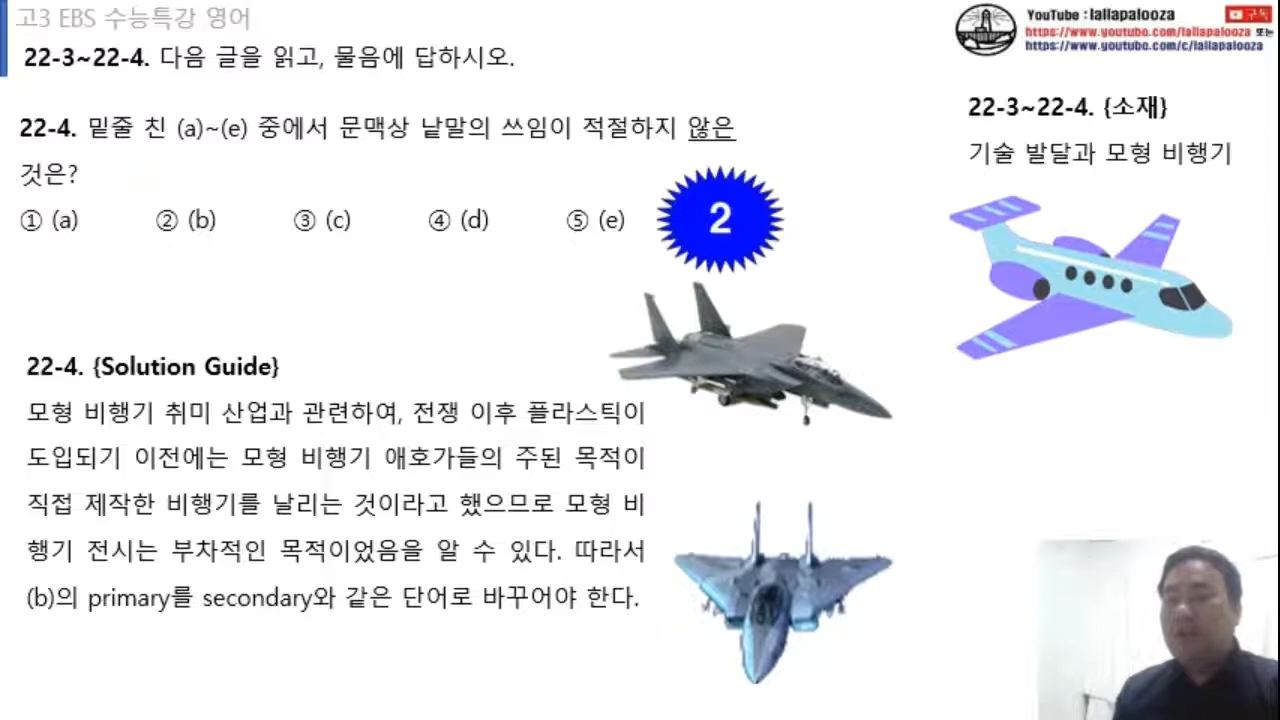 고3 EBS 수능특강 영어
22-3~22-4. 다음 글을 읽고, 물음에 답하시오.
YouTube : lallapalooza
구독
https://www.youtube.com/lallapalooza 또는
https://www.youtube.com/c/lallapalooza
22-4. 밑줄 친 (a)~(e) 중에서 문맥상 낱말의 쓰임이 적절하지 않은
것은?
① (a) ② (b) ③ (c) ④ (d) ⑤ (e)
2
22-3~22-4. {소재}
기술 발달과 모형 비행기
22-4. {Solution Guide}
모형 비행기 취미 산업과 관련하여, 전쟁 이후 플라스틱이
도입되기 이전에는 모형 비행기 애호가들의 주된 목적이
직접 제작한 비행기를 날리는 것이라고 했으므로 모형 비
행기 전시는 부차적인 목적이었음을 알 수 있다. 따라서
(b)의 primary를 secondary와 같은 단어로 바꾸어야 한다.